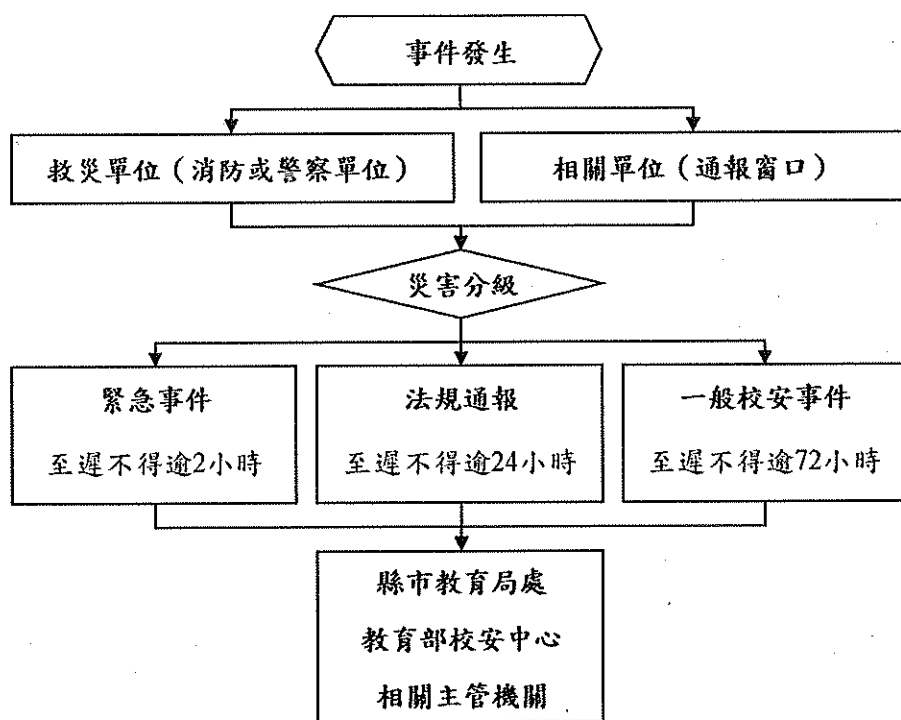 事件發生
救災單位（消防或警察單位）
相關單位（通報窗口）
災害分級
緊急事件
至遲不得逾2小時
法規通報
至遲不得逾24小時
一般校安事件
至遲不得逾72小時
縣市教育局處
教育部校安中心
相關主管機關